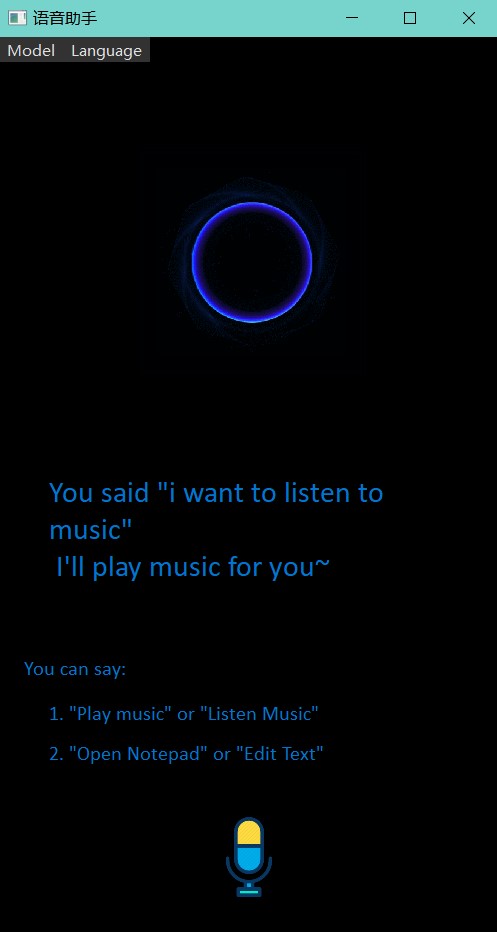 语音助手
Model Language
You said "i want to listen to
music"
I'll play music for you~
You can say:
1. "Play music" or "Listen Music"
2. "Open Notepad" or "Edit Text"